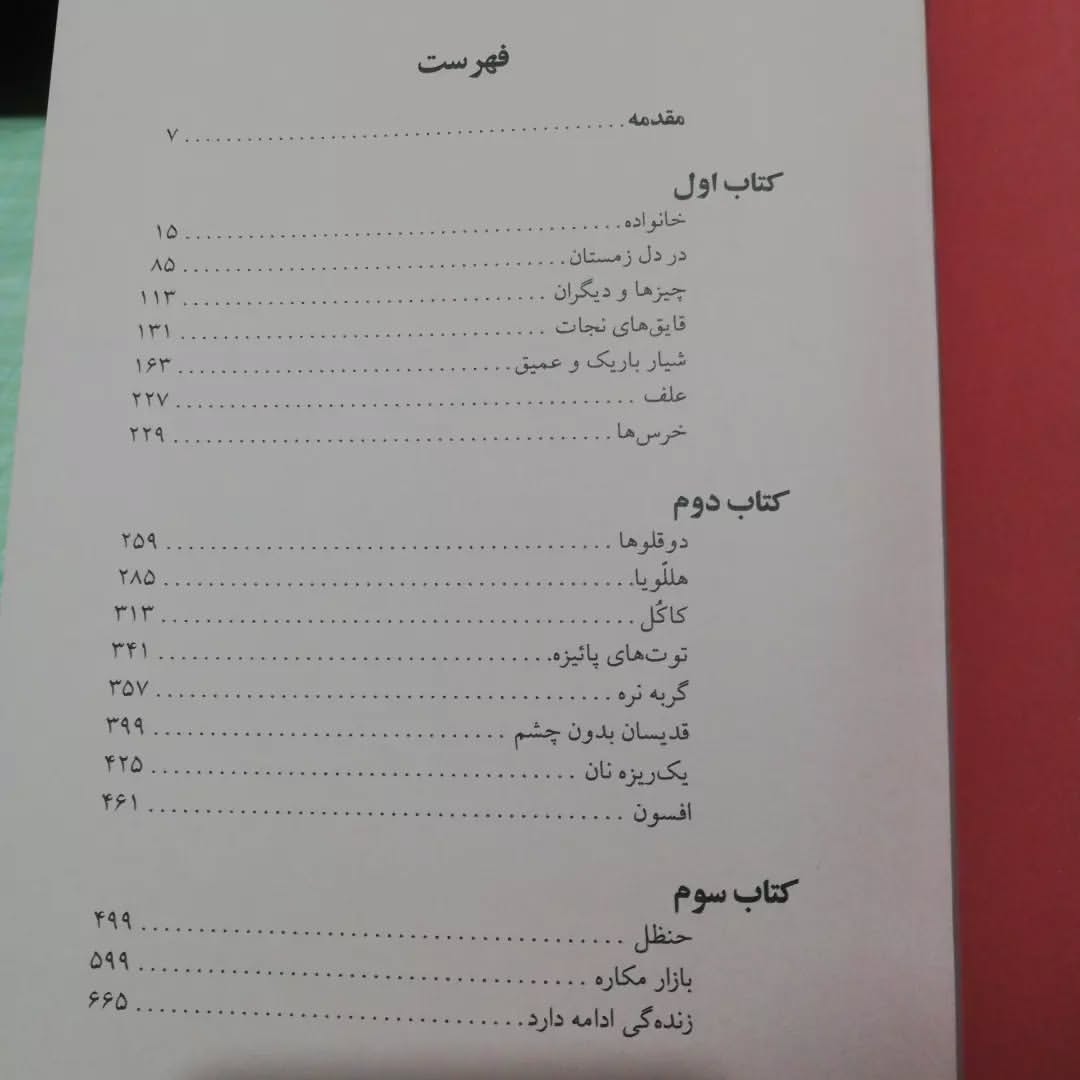 فهرست
مقدمه ........................................ ۷
کتاب اول
خانواده ........................................ ۱۵
در دل زمستان ........................................ ۸۵
چیزها و دیگران ........................................ ۱۱۳
قایق‌های نجات ........................................ ۱۳۱
شیار باریک و عمیق ........................................ ۱۶۳
علف ........................................ ۲۲۷
خرس‌ها ........................................ ۲۲۹
کتاب دوم
دوقلوها ........................................ ۲۵۹
هللّویا ........................................ ۲۸۵
کاکُل ........................................ ۳۱۳
توت‌های پائیزه ........................................ ۳۴۱
گربه نره ........................................ ۳۵۷
قدیسان بدون چشم ........................................ ۳۹۹
یک‌ریزه نان ........................................ ۴۲۵
افسون ........................................ ۴۶۱
کتاب سوم
حنظل ........................................ ۴۹۹
بازار مکاره ........................................ ۵۹۹
زنده‌گی ادامه دارد ........................................ ۶۶۵